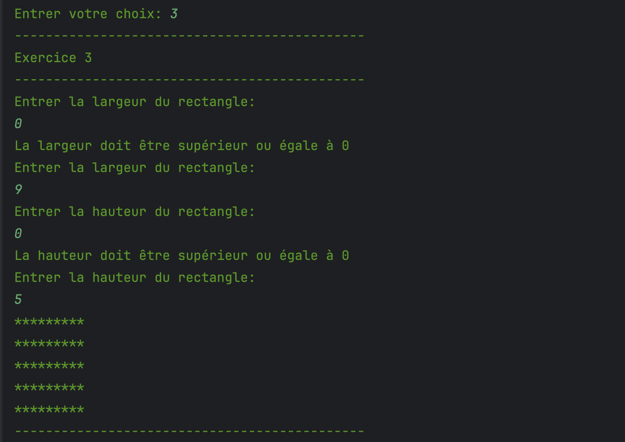 Entrer votre choix: 3
---------------------------------------------
Exercice 3
---------------------------------------------
Entrer la largeur du rectangle:
0
La largeur doit être supérieur ou égale à 0
Entrer la largeur du rectangle:
9
Entrer la hauteur du rectangle:
0
La hauteur doit être supérieur ou égale à 0
Entrer la hauteur du rectangle:
5
*********
*********
*********
*********
*********
---------------------------------------------